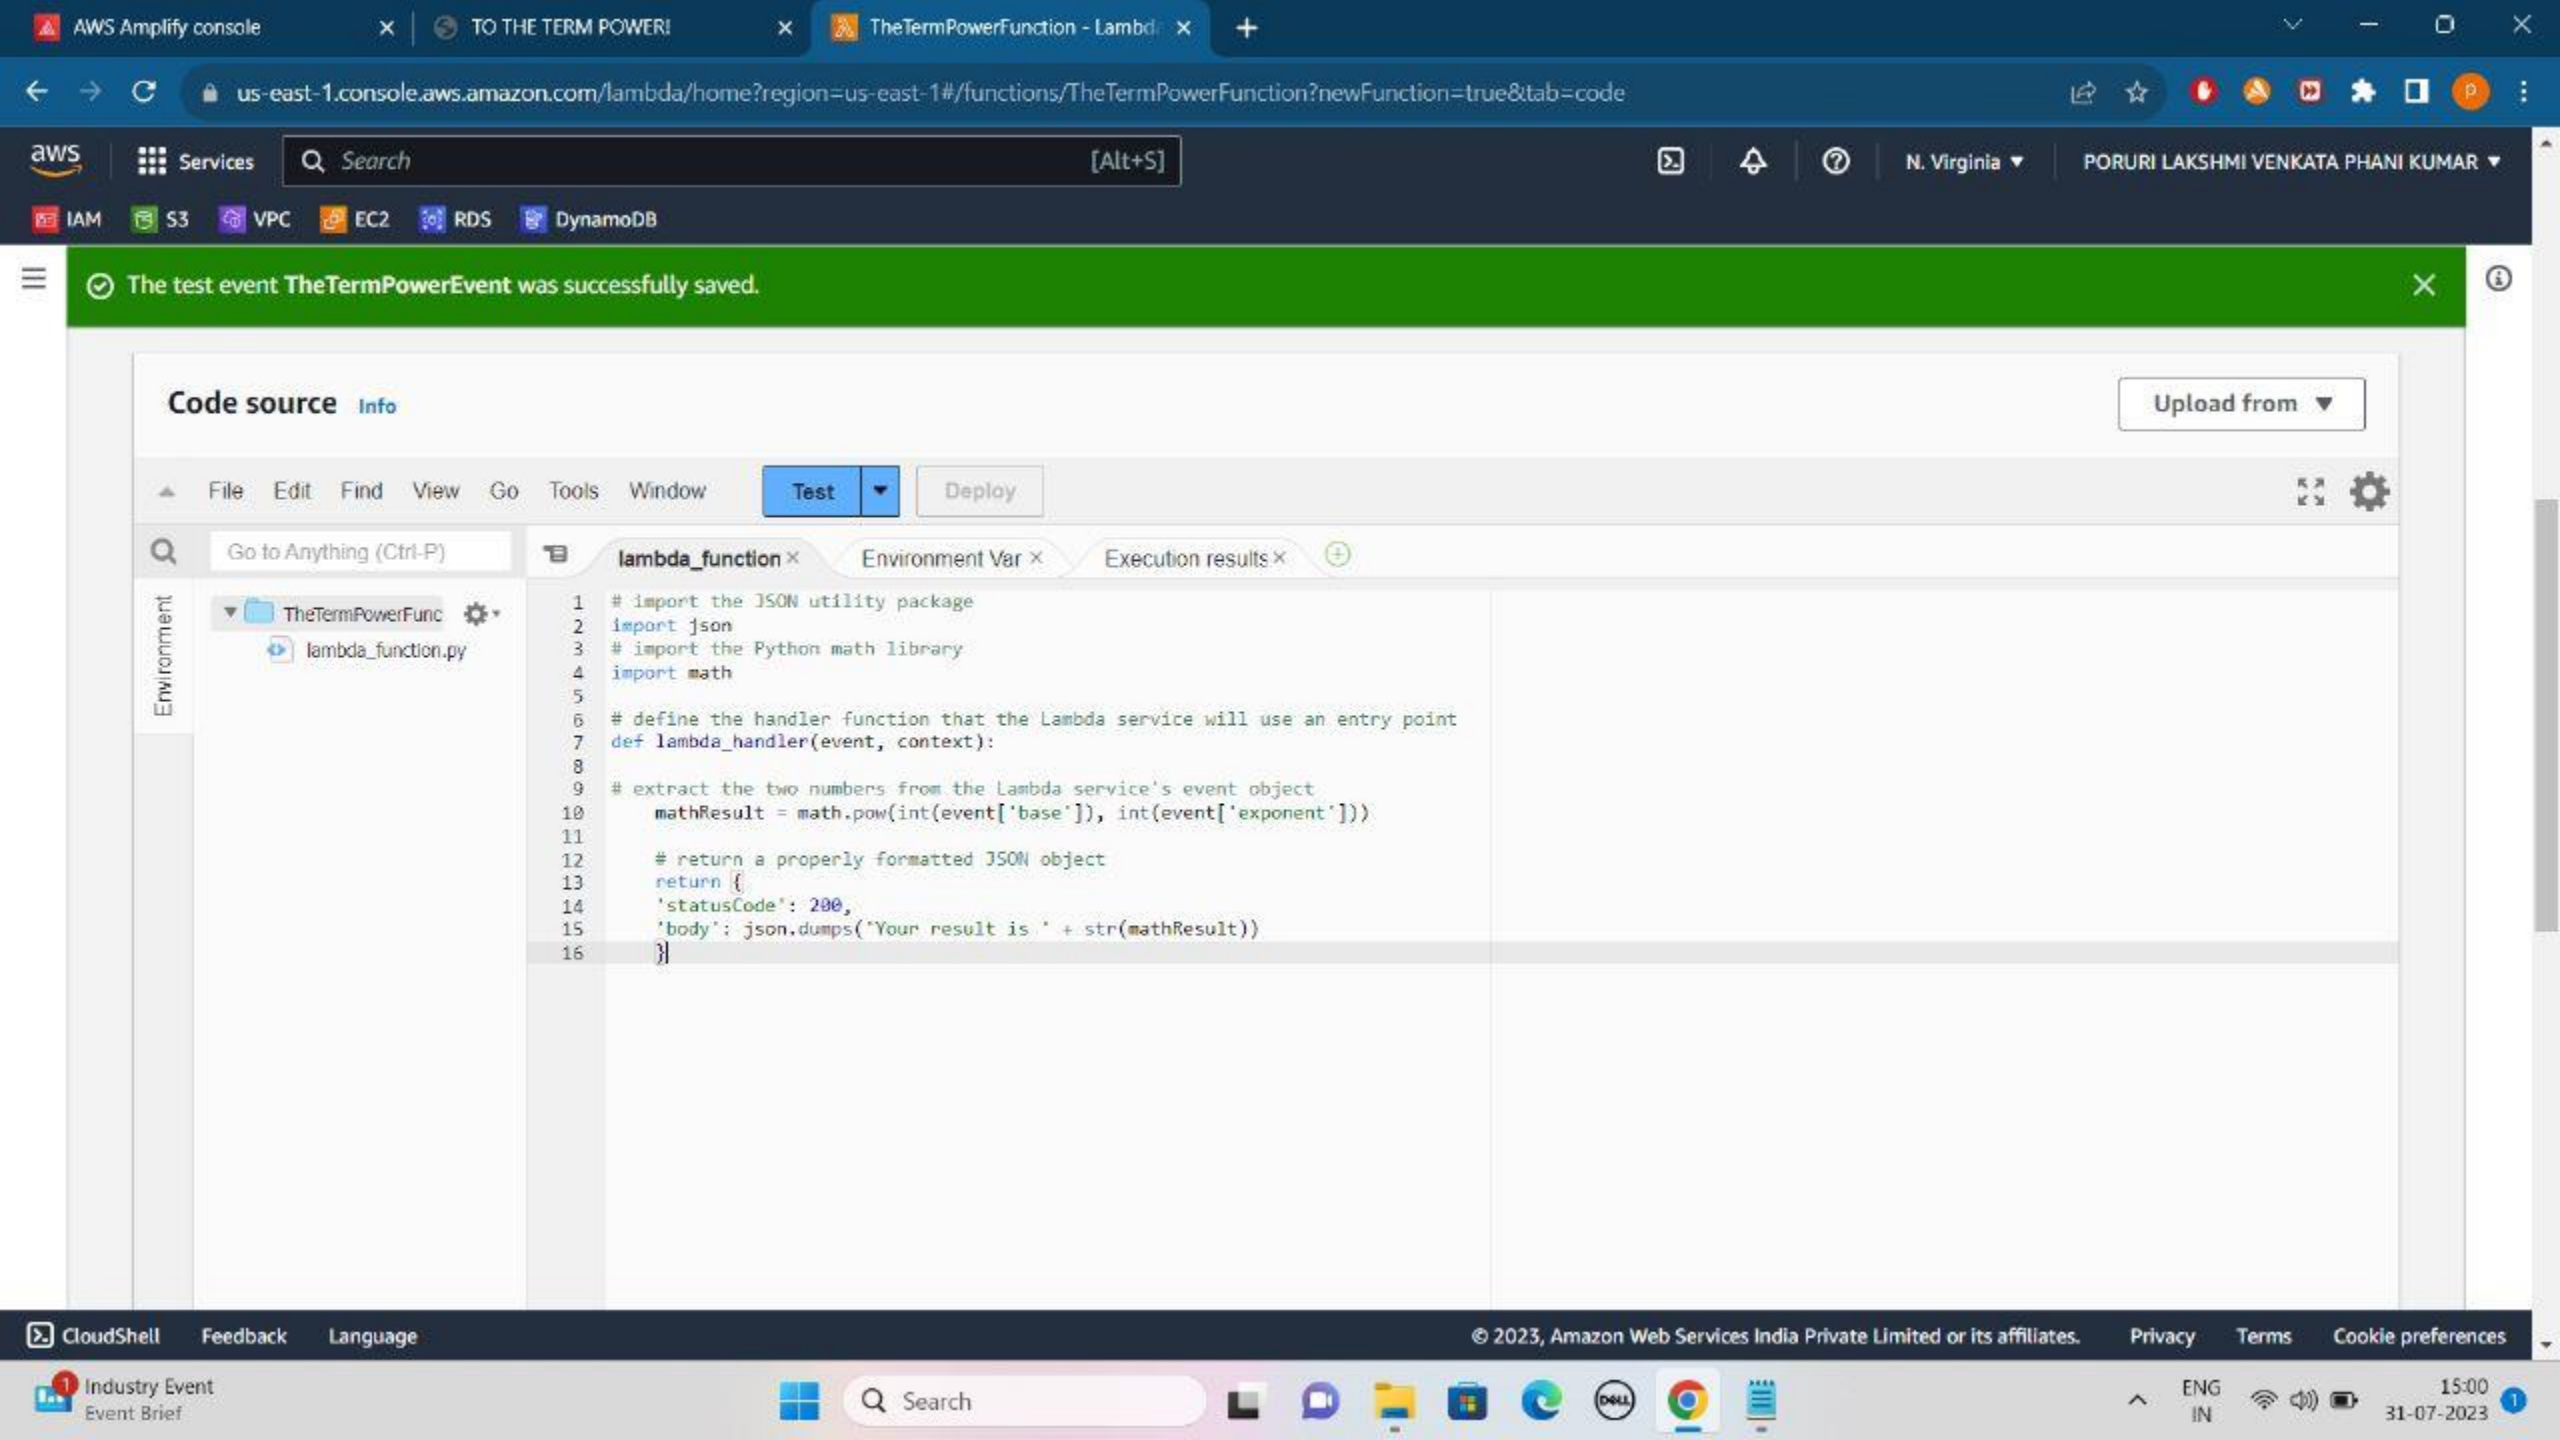 AWS Amplify console
TO THE TERM POWER!
TheTermPowerFunction - Lambd
us-east-1.console.aws.amazon.com/lambda/home?region=us-east-1#/functions/TheTermPowerFunction?newFunction=true&tab=code
P
aws
Services
Search
[Alt+S]
N. Virginia
PORURI LAKSHMI VENKATA PHANI KUMAR
IAM
S3
VPC
EC2
RDS
DynamoDB
The test event TheTermPowerEvent was successfully saved.
Code source Info
Upload from
File Edit Find View Go Tools Window
Test
Deploy
Go to Anything (Ctrl-P)
lambda_function
Environment Var
Execution results
Environment
TheTermPowerFunc
lambda_function.py
1 # import the JSON utility package
2 import json
3 # import the Python math library
4 import math
5
6 # define the handler function that the Lambda service will use an entry point
7 def lambda_handler(event, context):
8
9 # extract the two numbers from the Lambda service's event object
10 mathResult = math.pow(int(event['base']), int(event['exponent']))
11
12 # return a properly formatted JSON object
13 return {
14 'statusCode': 200,
15 'body': json.dumps('Your result is ' + str(mathResult))
16 }
CloudShell
Feedback
Language
© 2023, Amazon Web Services India Private Limited or its affiliates.
Privacy
Terms
Cookie preferences
1
Industry Event
Event Brief
Search
DELL
ENG
IN
15:00
31-07-2023
1